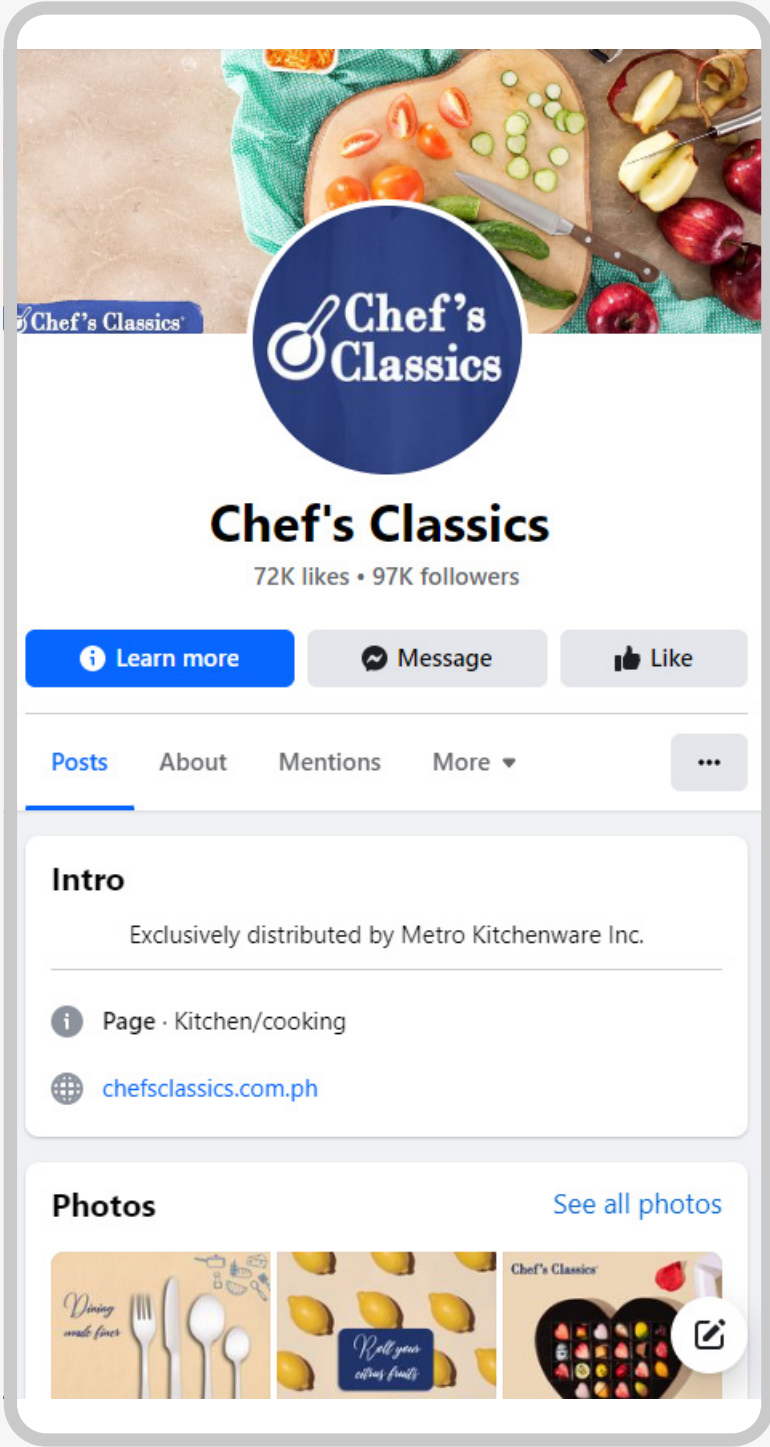 Chef's Classics
Chef's
Classics
Chef's Classics
72K likes • 97K followers
Learn more
Message
Like
Posts
About
Mentions
More
Intro
Exclusively distributed by Metro Kitchenware Inc.
Page · Kitchen/cooking
chefsclassics.com.ph
Photos
See all photos
Dining
made finer
Roll your
citrus fruits
Chef's Classics